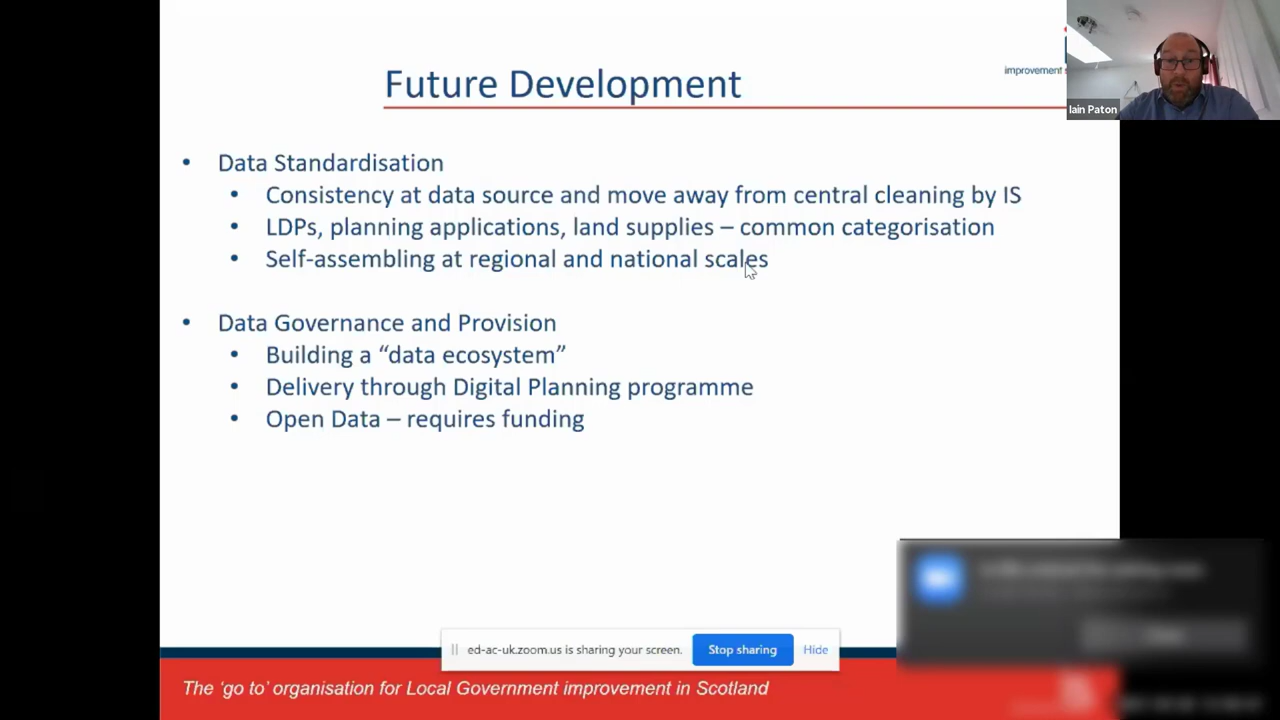 Future Development
improvement
Iain Paton
• Data Standardisation
• Consistency at data source and move away from central cleaning by IS
• LDPs, planning applications, land supplies – common categorisation
• Self-assembling at regional and national scales
• Data Governance and Provision
• Building a “data ecosystem”
• Delivery through Digital Planning programme
• Open Data – requires funding
ed-ac-uk.zoom.us is sharing your screen. Stop sharing Hide
The ‘go to’ organisation for Local Government improvement in Scotland